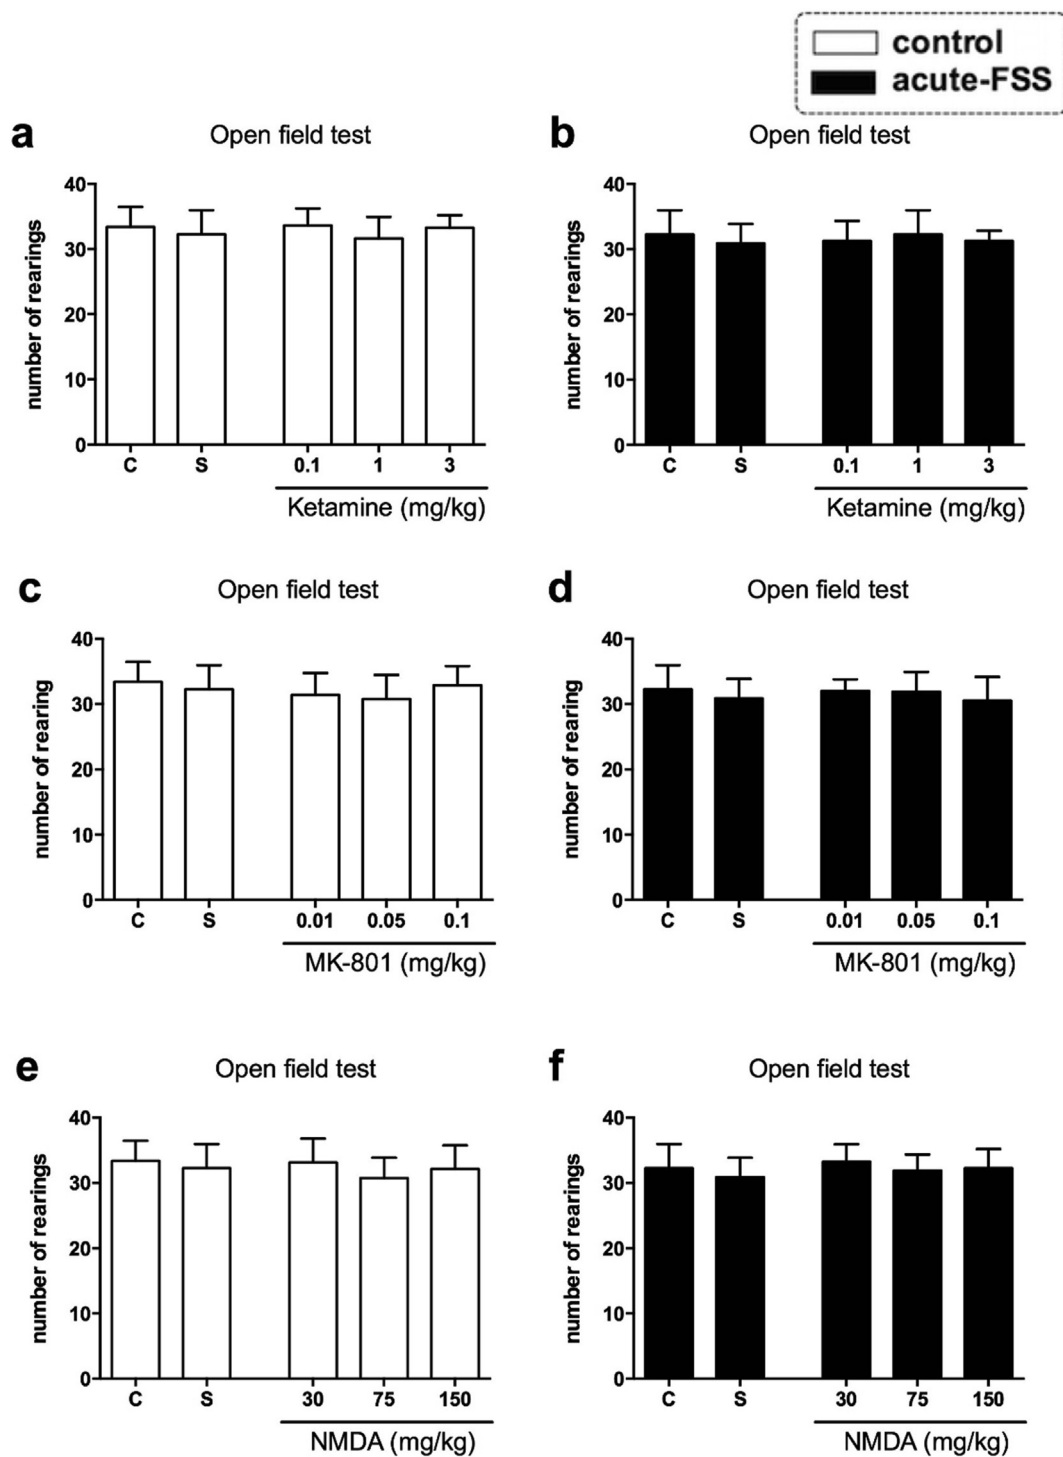 control
acute-FSS
a
Open field test
number of rearings
40
30
20
10
0
C S 0.1 1 3
Ketamine (mg/kg)
b
Open field test
number of rearings
40
30
20
10
0
C S 0.1 1 3
Ketamine (mg/kg)
c
Open field test
number of rearing
40
30
20
10
0
C S 0.01 0.05 0.1
MK-801 (mg/kg)
d
Open field test
number of rearing
40
30
20
10
0
C S 0.01 0.05 0.1
MK-801 (mg/kg)
e
Open field test
number of rearings
40
30
20
10
0
C S 30 75 150
NMDA (mg/kg)
f
Open field test
number of rearings
40
30
20
10
0
C S 30 75 150
NMDA (mg/kg)